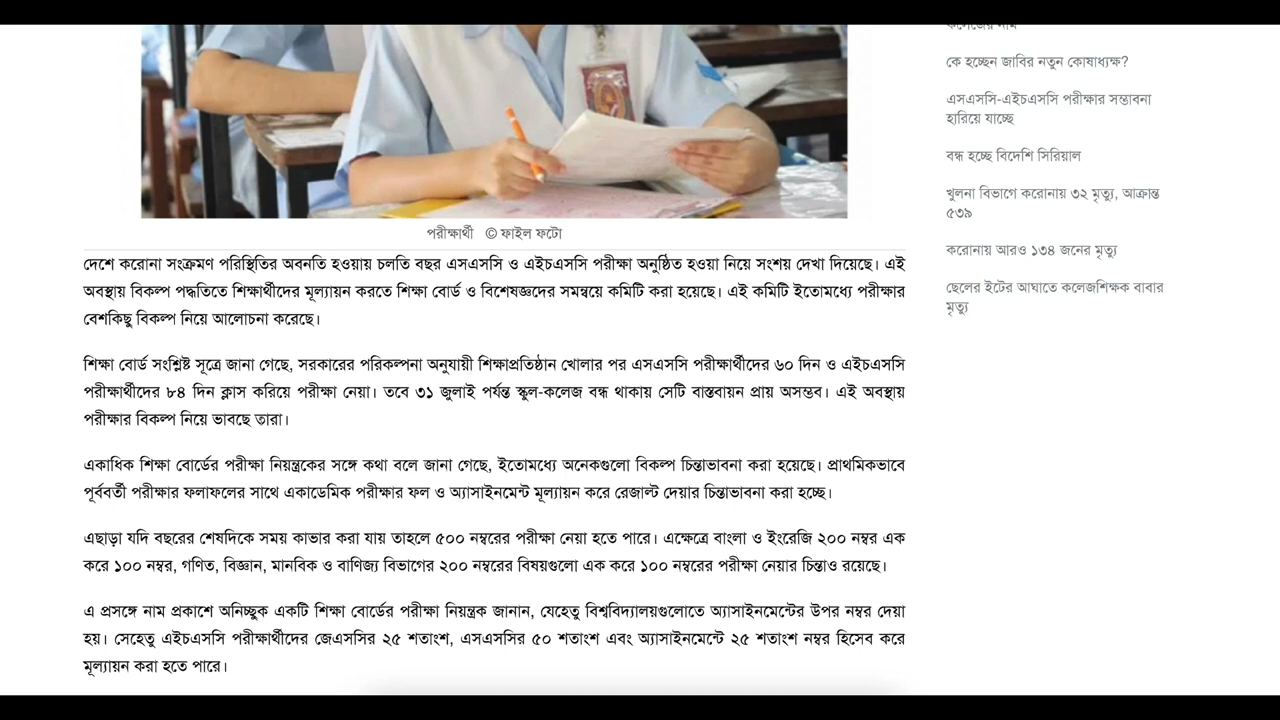 পরীক্ষার্থী © ফাইল ফটো
দেশে করোনা সংক্রমণ পরিস্থিতির অবনতি হওয়ায় চলতি বছর এসএসসি ও এইচএসসি পরীক্ষা অনুষ্ঠিত হওয়া নিয়ে সংশয় দেখা দিয়েছে। এই
অবস্থায় বিকল্প পদ্ধতিতে শিক্ষার্থীদের মূল্যায়ন করতে শিক্ষা বোর্ড ও বিশেষজ্ঞদের সমন্বয়ে কমিটি করা হয়েছে। এই কমিটি ইতোমধ্যে পরীক্ষার
বেশকিছু বিকল্প নিয়ে আলোচনা করেছে।
শিক্ষা বোর্ড সংশ্লিষ্ট সূত্রে জানা গেছে, সরকারের পরিকল্পনা অনুযায়ী শিক্ষাপ্রতিষ্ঠান খোলার পর এসএসসি পরীক্ষার্থীদের ৬০ দিন ও এইচএসসি
পরীক্ষার্থীদের ৮৪ দিন ক্লাস করিয়ে পরীক্ষা নেয়া। তবে ৩১ জুলাই পর্যন্ত স্কুল-কলেজ বন্ধ থাকায় সেটি বাস্তবায়ন প্রায় অসম্ভব। এই অবস্থায়
পরীক্ষার বিকল্প নিয়ে ভাবছে তারা।
একাধিক শিক্ষা বোর্ডের পরীক্ষা নিয়ন্ত্রকের সঙ্গে কথা বলে জানা গেছে, ইতোমধ্যে অনেকগুলো বিকল্প চিন্তাভাবনা করা হয়েছে। প্রাথমিকভাবে
পূর্ববর্তী পরীক্ষার ফলাফলের সাথে একাডেমিক পরীক্ষার ফল ও অ্যাসাইনমেন্ট মূল্যায়ন করে রেজাল্ট দেয়ার চিন্তাভাবনা করা হচ্ছে।
এছাড়া যদি বছরের শেষদিকে সময় কাভার করা যায় তাহলে ৫০০ নম্বরের পরীক্ষা নেয়া হতে পারে। এক্ষেত্রে বাংলা ও ইংরেজি ২০০ নম্বর এক
করে ১০০ নম্বর, গণিত, বিজ্ঞান, মানবিক ও বাণিজ্য বিভাগের ২০০ নম্বরের বিষয়গুলো এক করে ১০০ নম্বরের পরীক্ষা নেয়ার চিন্তাও রয়েছে।
এ প্রসঙ্গে নাম প্রকাশে অনিচ্ছুক একটি শিক্ষা বোর্ডের পরীক্ষা নিয়ন্ত্রক জানান, যেহেতু বিশ্ববিদ্যালয়গুলোতে অ্যাসাইনমেন্টের উপর নম্বর দেয়া
হয়। সেহেতু এইচএসসি পরীক্ষার্থীদের জেএসসির ২৫ শতাংশ, এসএসসির ৫০ শতাংশ এবং অ্যাসাইনমেন্টে ২৫ শতাংশ নম্বর হিসেব করে
মূল্যায়ন করা হতে পারে।
কলেজের নাম
কে হচ্ছেন জাবির নতুন কোষাধ্যক্ষ?
এসএসসি-এইচএসসি পরীক্ষার সম্ভাবনা
হারিয়ে যাচ্ছে
বন্ধ হচ্ছে বিদেশি সিরিয়াল
খুলনা বিভাগে করোনায় ৩২ মৃত্যু, আক্রান্ত
৫৩৯
করোনায় আরও ১৩৪ জনের মৃত্যু
ছেলের ইটের আঘাতে কলেজশিক্ষক বাবার
মৃত্যু